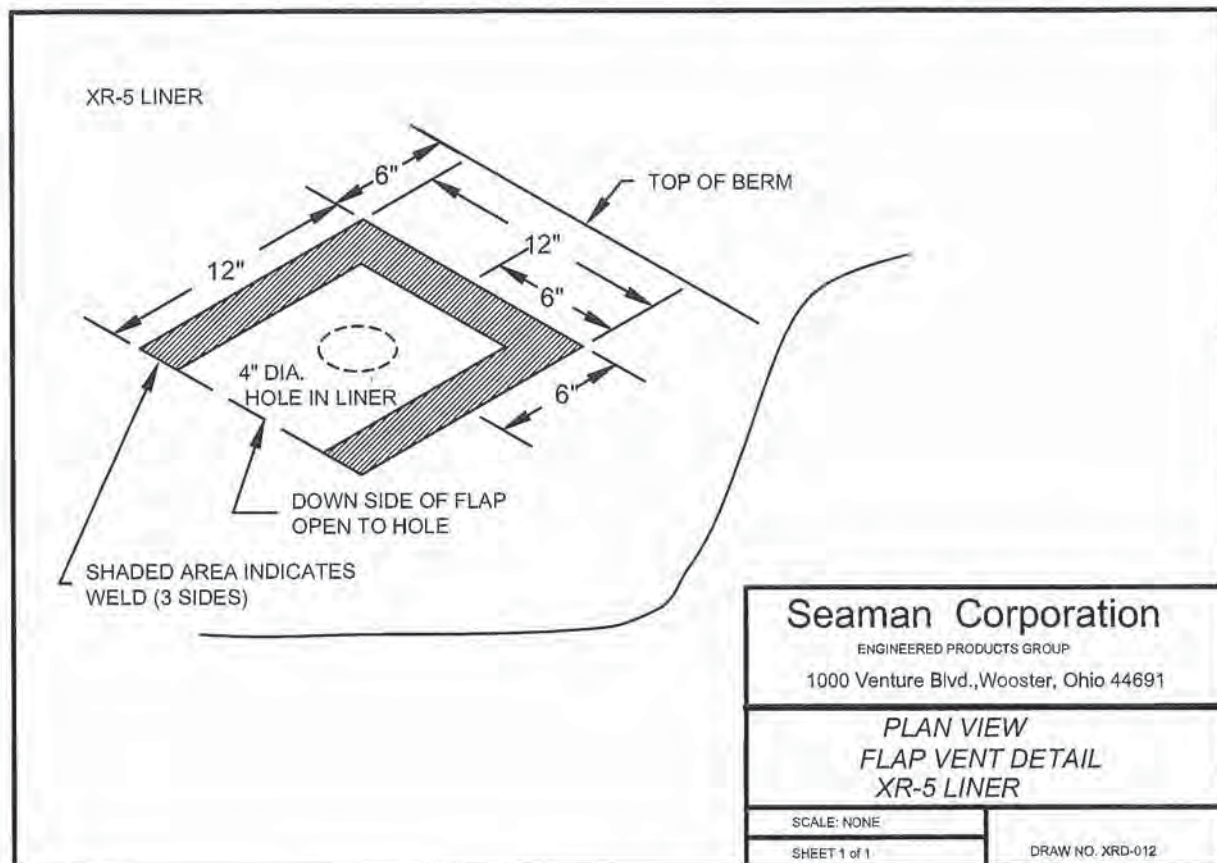 XR-5 LINER
6"
TOP OF BERM
12"
12"
6"
4" DIA.
HOLE IN LINER
6"
DOWN SIDE OF FLAP
OPEN TO HOLE
SHADED AREA INDICATES
WELD (3 SIDES)
Seaman Corporation
ENGINEERED PRODUCTS GROUP
1000 Venture Blvd.,Wooster, Ohio 44691
PLAN VIEW
FLAP VENT DETAIL
XR-5 LINER
SCALE: NONE
SHEET 1 of 1
DRAW NO. XRD-012